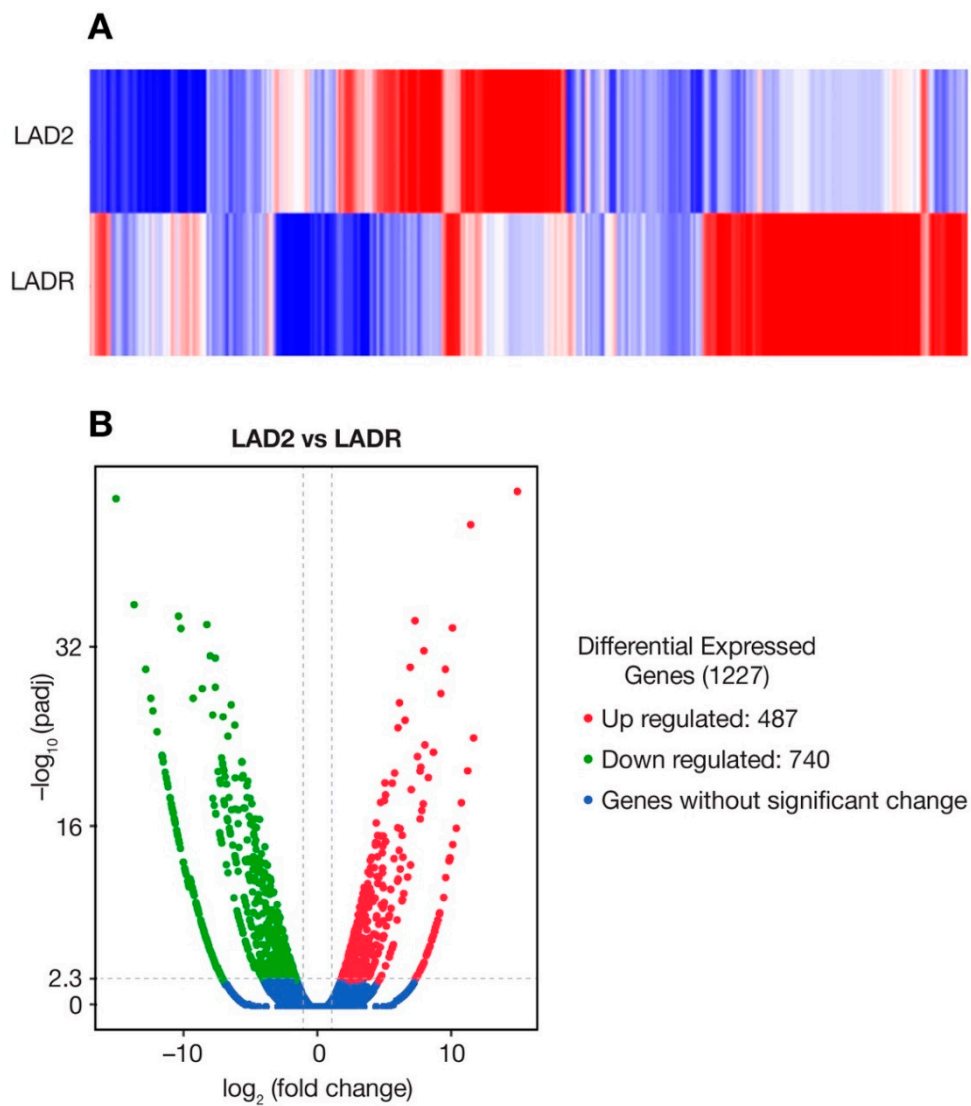 A
LAD2
LADR
B
LAD2 vs LADR
−log10 (padj)
32
16
2.3
0
−10
0
10
log2 (fold change)
Differential Expressed
Genes (1227)
Up regulated: 487
Down regulated: 740
Genes without significant change